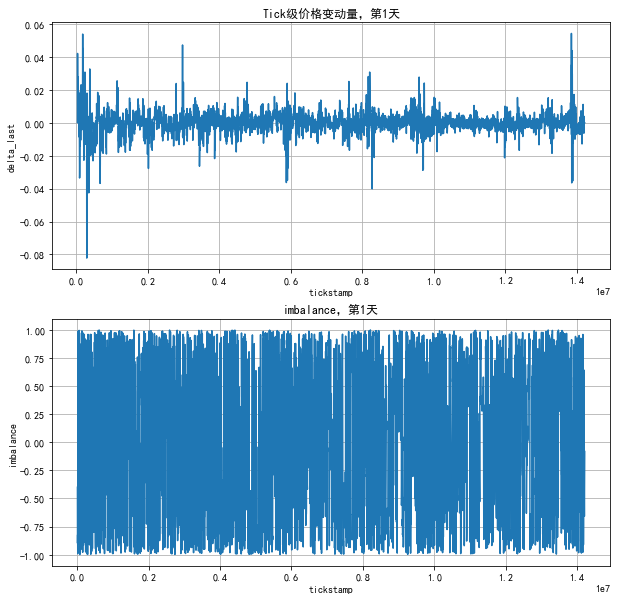 Tick级价格变动量，第1天
0.06
0.04
0.02
0.00
-0.02
-0.04
-0.06
-0.08
delta_last
0.0 0.2 0.4 0.6 0.8 1.0 1.2 1.4
1e7
tickstamp
imbalance，第1天
1.00
0.75
0.50
0.25
0.00
-0.25
-0.50
-0.75
-1.00
imbalance
0.0 0.2 0.4 0.6 0.8 1.0 1.2 1.4
1e7
tickstamp